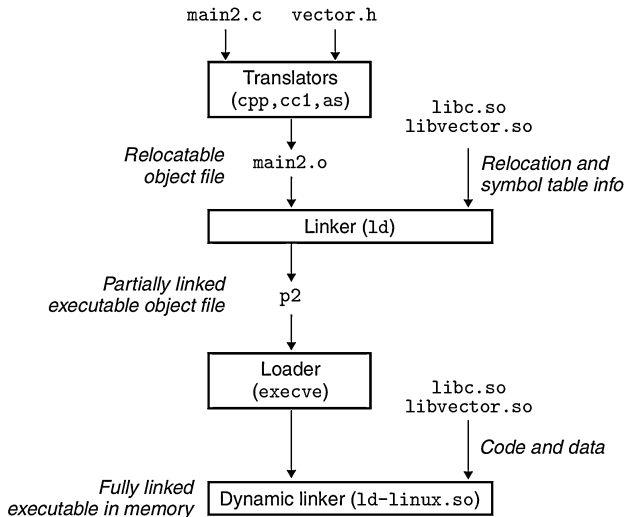 main2.c vector.h
Translators
(cpp,cc1,as)
libc.so
libvector.so
Relocatable
object file
main2.o
Relocation and
symbol table info
Linker (ld)
Partially linked
executable object file
p2
Loader
(execve)
libc.so
libvector.so
Code and data
Fully linked
executable in memory
Dynamic linker (ld-linux.so)